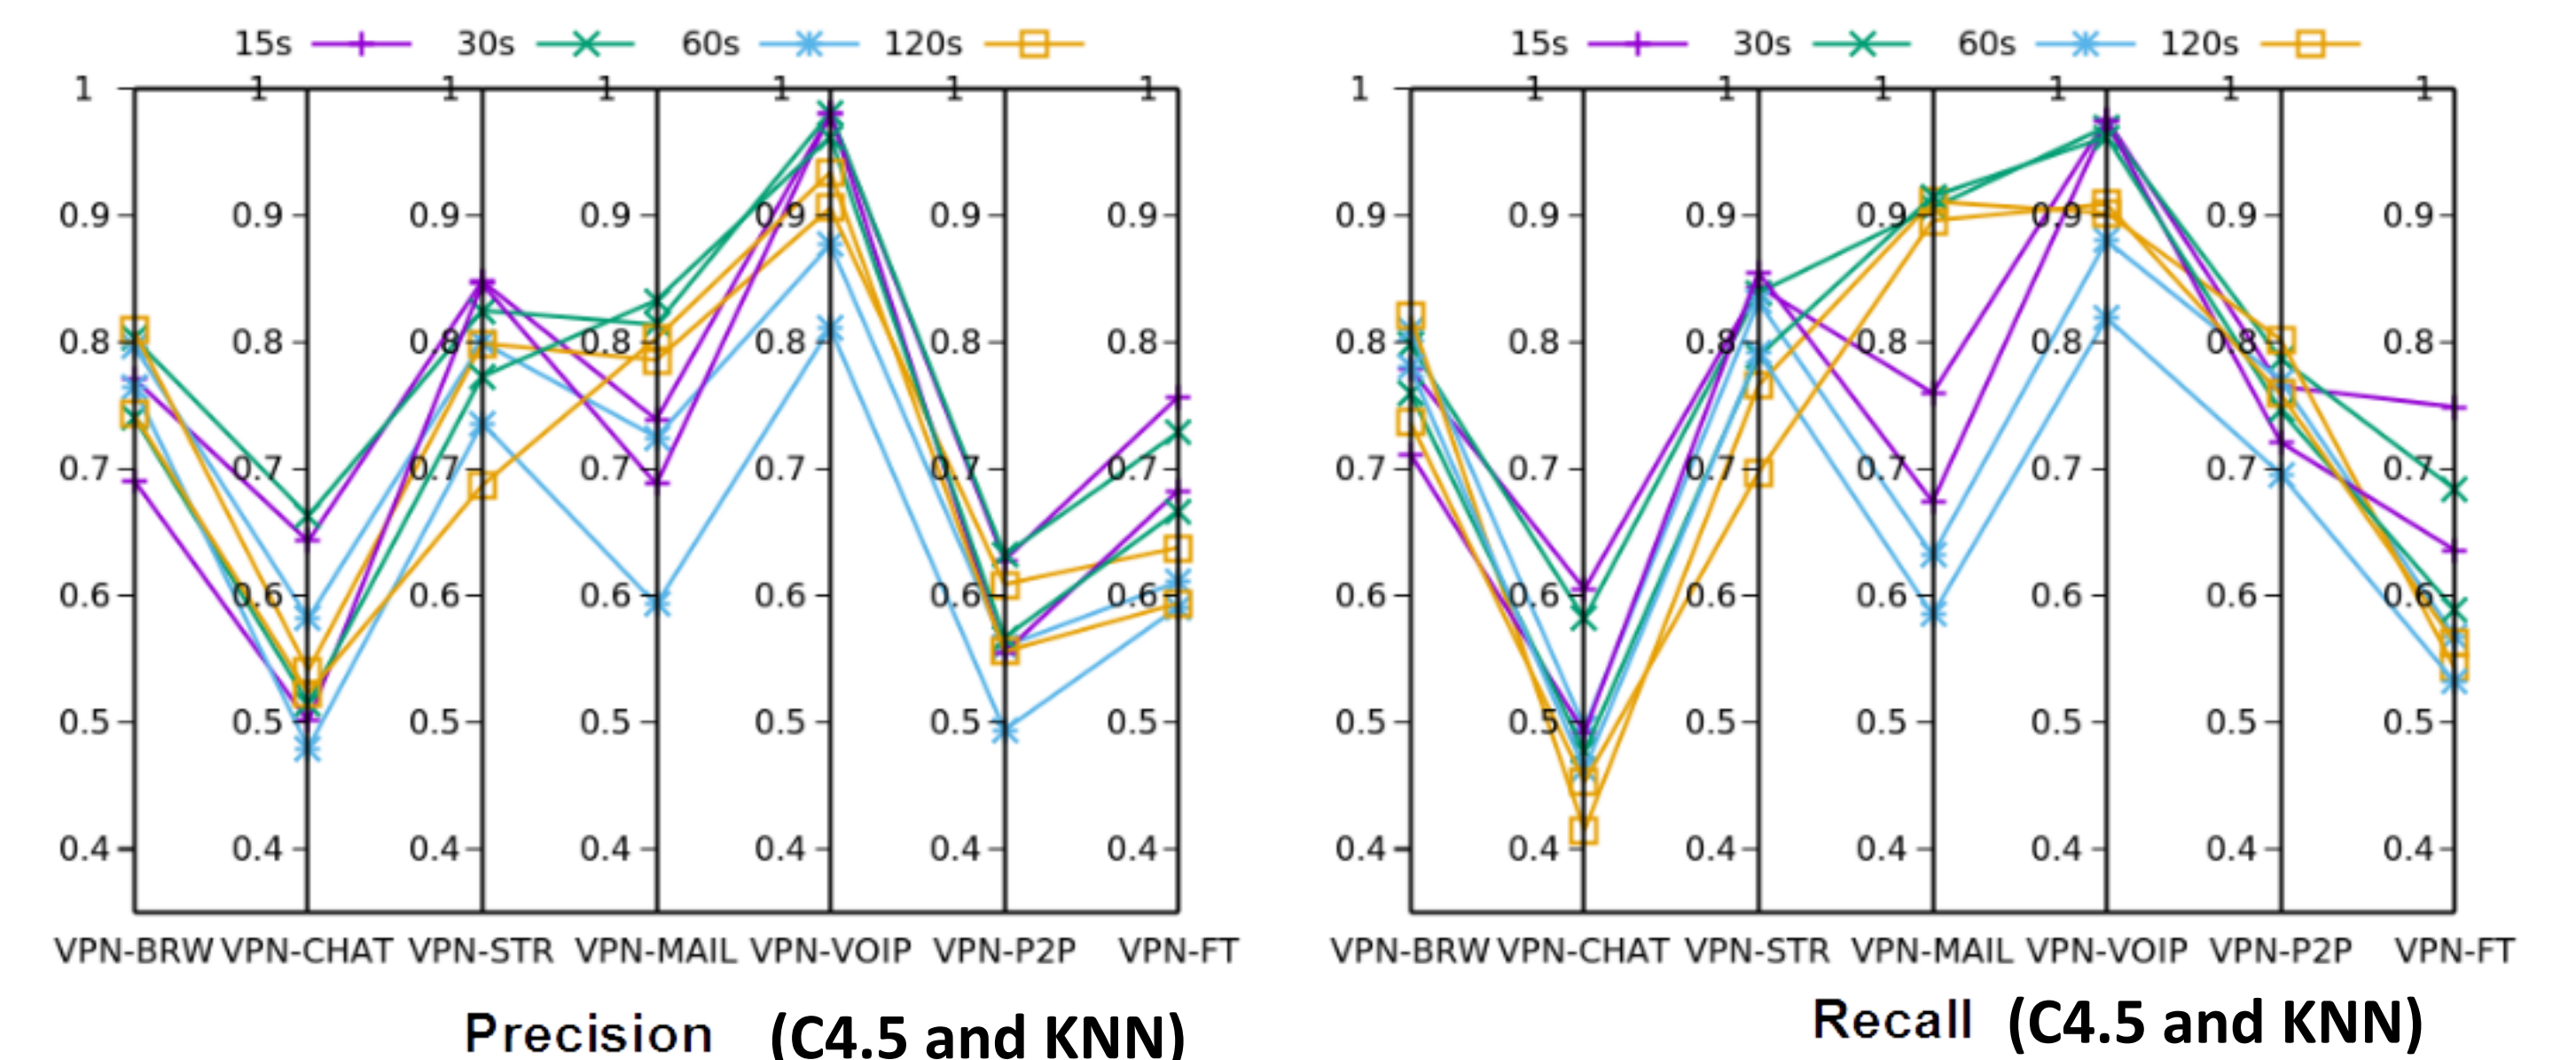 15s 30s 60s 120s 15s 30s 60s 120s
1 1 1 1 1 1 1 1 1 1 1 1 1 1
0.9 0.9 0.9 0.9 0.9 0.9 0.9 0.9 0.9 0.9 0.9 0.9 0.9 0.9
0.8 0.8 0.8 0.8 0.8 0.8 0.8 0.8 0.8 0.8 0.8 0.8 0.8 0.8
0.7 0.7 0.7 0.7 0.7 0.7 0.7 0.7 0.7 0.7 0.7 0.7 0.7 0.7
0.6 0.6 0.6 0.6 0.6 0.6 0.6 0.6 0.6 0.6 0.6 0.6 0.6 0.6
0.5 0.5 0.5 0.5 0.5 0.5 0.5 0.5 0.5 0.5 0.5 0.5 0.5 0.5
0.4 0.4 0.4 0.4 0.4 0.4 0.4 0.4 0.4 0.4 0.4 0.4 0.4 0.4
VPN-BRW VPN-CHAT VPN-STR VPN-MAIL VPN-VOIP VPN-P2P VPN-FT VPN-BRW VPN-CHAT VPN-STR VPN-MAIL VPN-VOIP VPN-P2P VPN-FT
Precision (C4.5 and KNN) Recall (C4.5 and KNN)